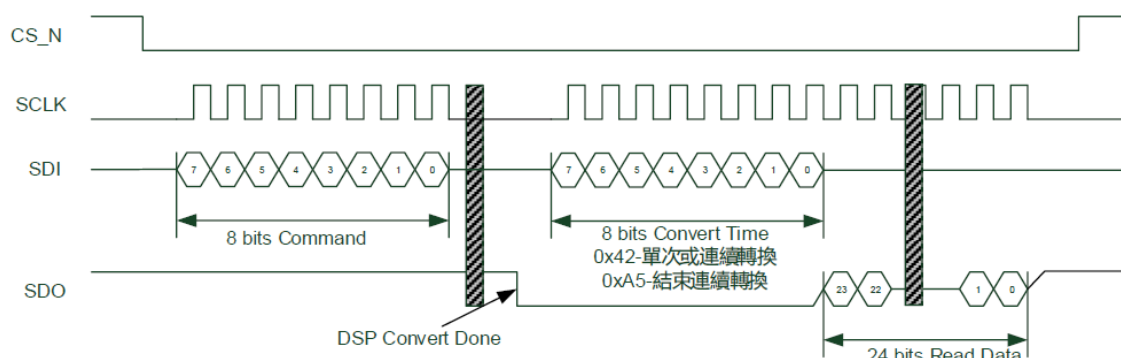 CS_N
SCLK
SDI
7 6 5 4 3 2 1 0
7 6 5 4 3 2 1 0
8 bits Command
8 bits Convert Time
0x42-單次或連續轉換
0xA5-結束連續轉換
SDO
23 22
1 0
DSP Convert Done
24 bits Read Data